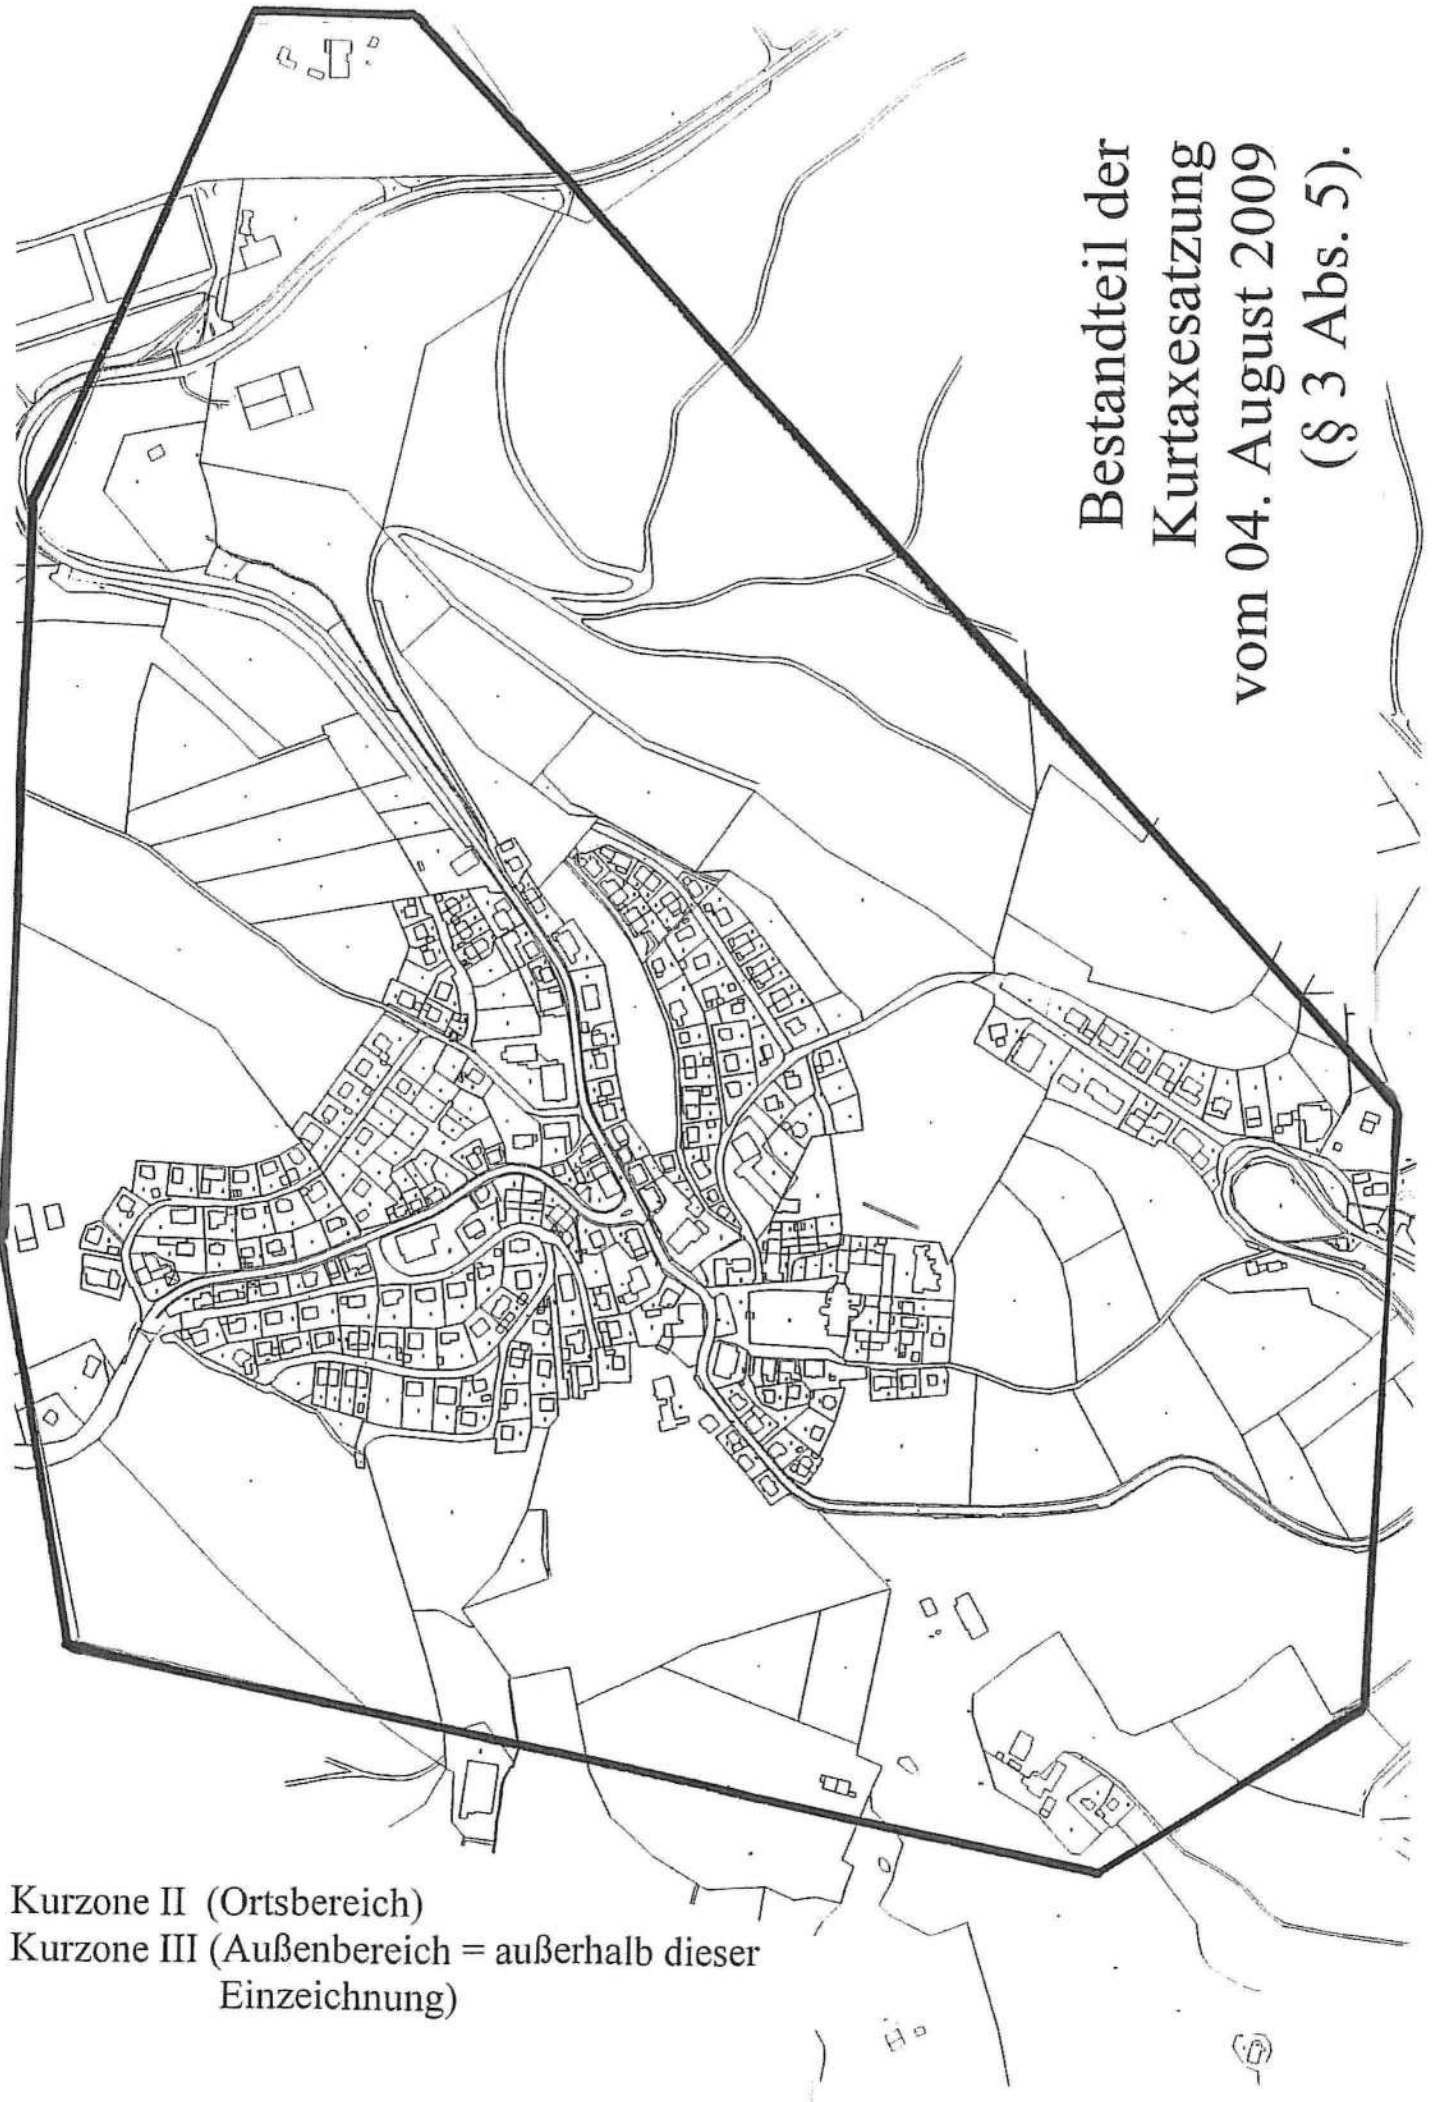 Bestandteil der
Kurtaxesatzung
vom 04. August 2009
(§ 3 Abs. 5).
Kurzone II (Ortsbereich)
Kurzone III (Außenbereich = außerhalb dieser
Einzeichnung)